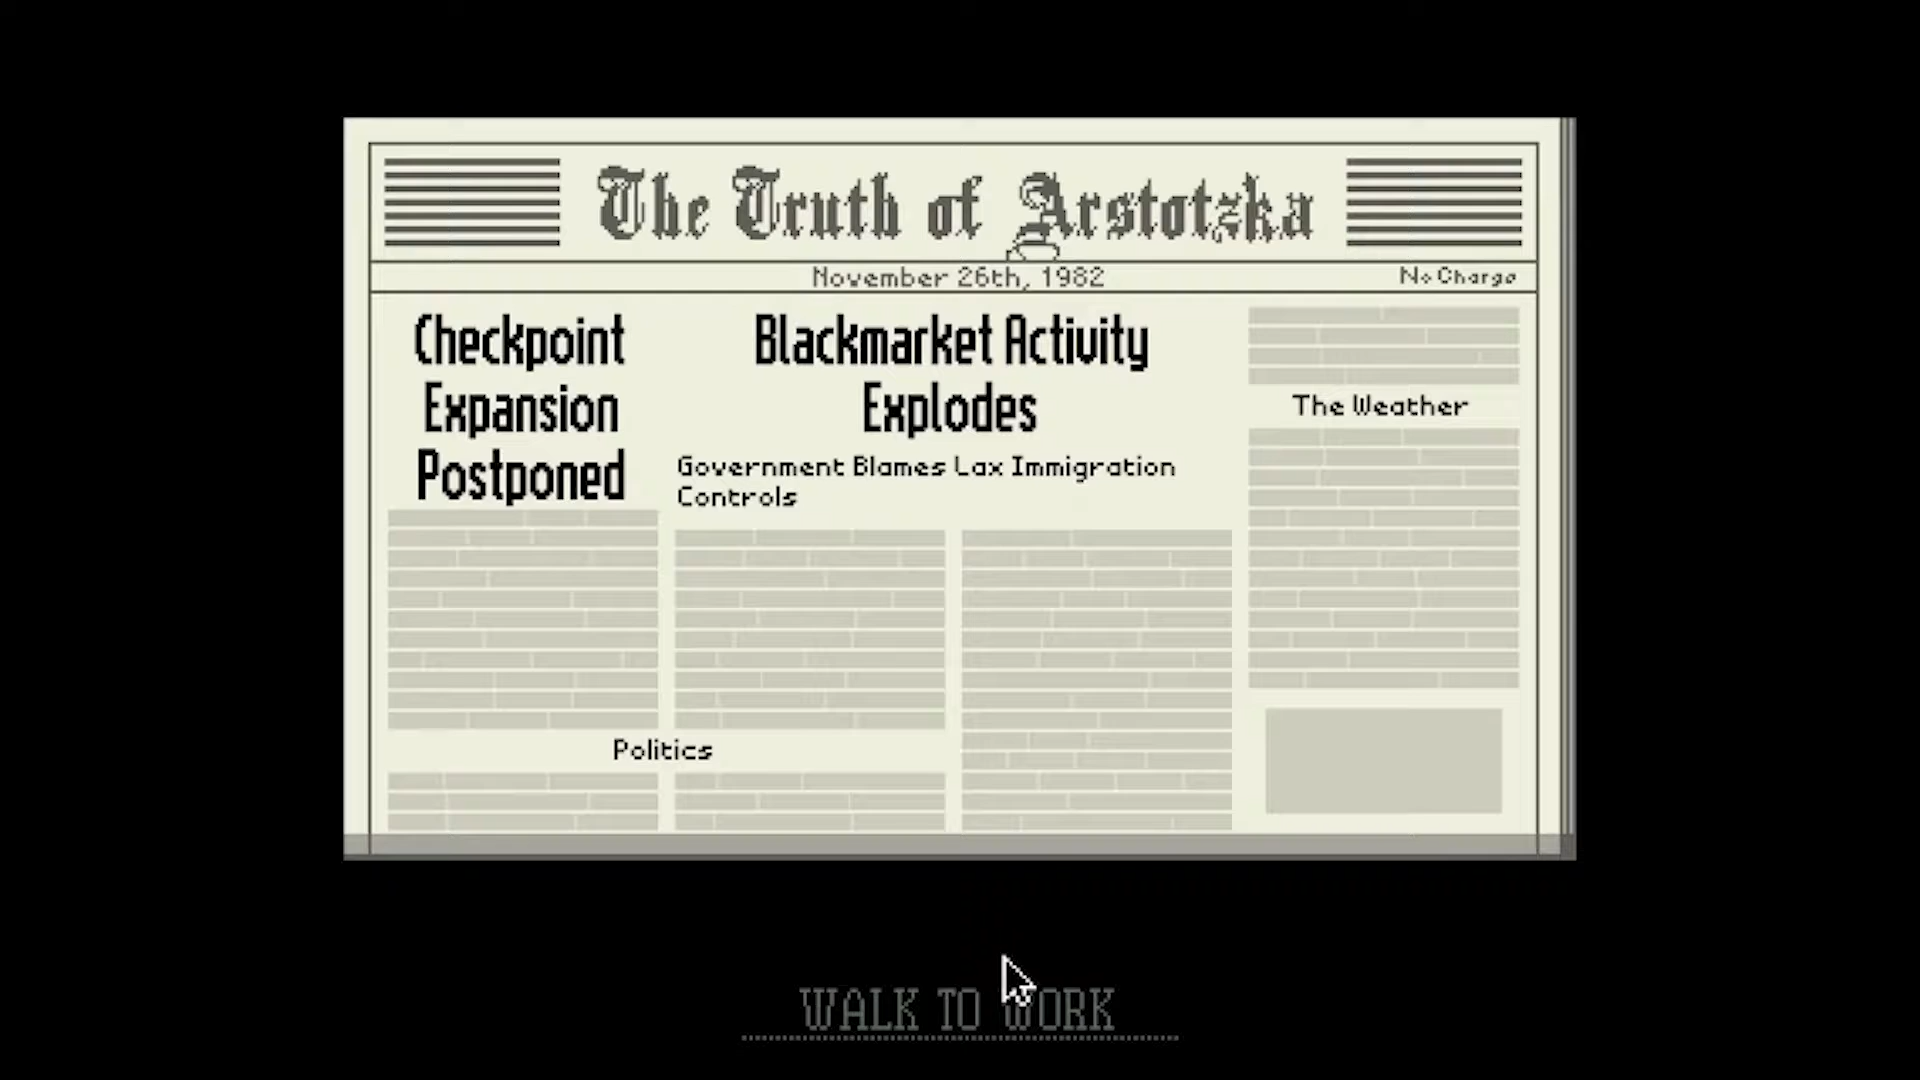 The Truth of Arstotzka
November 26th, 1982
No Charge
Checkpoint
Expansion
Postponed
Blackmarket Activity
Explodes
Government Blames Lax Immigration
Controls
The Weather
Politics
WALK TO WORK